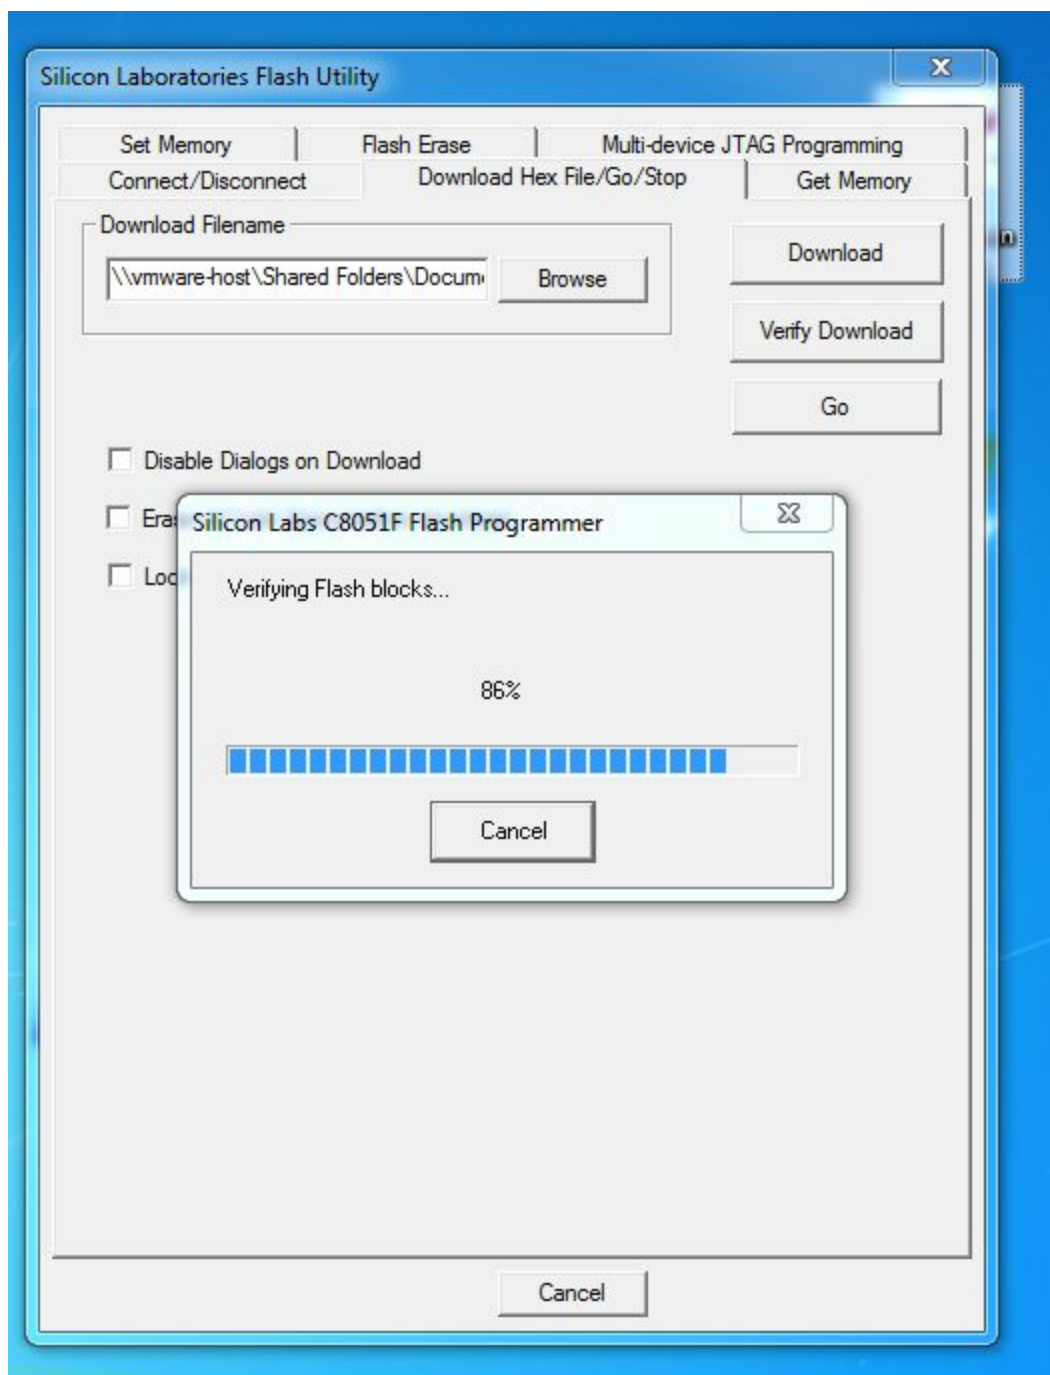 Silicon Laboratories Flash Utility
Set Memory
Flash Erase
Multi-device JTAG Programming
Connect/Disconnect
Download Hex File/Go/Stop
Get Memory
Download Filename
\\vmware-host\Shared Folders\Docum
Browse
Download
Verify Download
Go
Disable Dialogs on Download
Silicon Labs C8051F Flash Programmer
Verifying Flash blocks...
86%
Cancel
Cancel